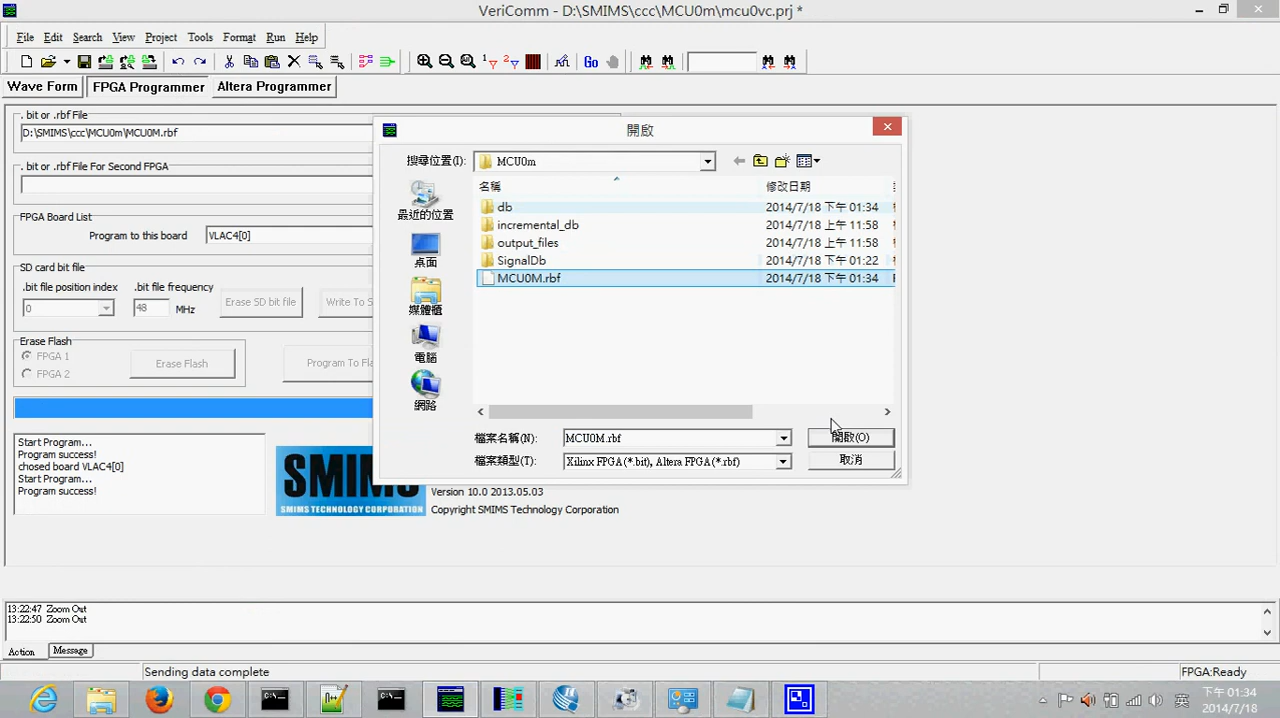 VeriComm - D:\SMIMS\ccc\MCU0m\mcu0vc.prj *
File Edit Search View Project Tools Format Run Help
Go
Wave Form FPGA Programmer Altera Programmer
. bit or .rbf File
D:\SMIMS\ccc\MCU0m\MCU0M.rbf
. bit or .rbf File For Second FPGA
FPGA Board List
Program to this board VLAC4[0]
SD card bit file
.bit file position index .bit file frequency
0 48 MHz Erase SD bit file Write To S
Erase Flash
FPGA 1
FPGA 2
Erase Flash Program To Fla
Start Program...
Program success!
chosed board VLAC4[0]
Start Program...
Program success!
SMIMS
SMIMS TECHNOLOGY CORPORATION
Version 10.0 2013.05.03
Copyright SMIMS Technology Corporation
開啟
搜尋位置(I): MCU0m
名稱 修改日期
db 2014/7/18 下午 01:34
incremental_db 2014/7/18 上午 11:58
output_files 2014/7/18 上午 11:58
SignalDb 2014/7/18 下午 01:22
MCU0M.rbf 2014/7/18 下午 01:34
最近的位置
桌面
媒體櫃
電腦
網路
檔案名稱(N): MCU0M.rbf 開啟(O)
檔案類型(T): Xilinx FPGA(*.bit), Altera FPGA(*.rbf) 取消
13:22:47 Zoom Out
13:22:50 Zoom Out
Action Message
Sending data complete FPGA:Ready
英
下午 01:34
2014/7/18